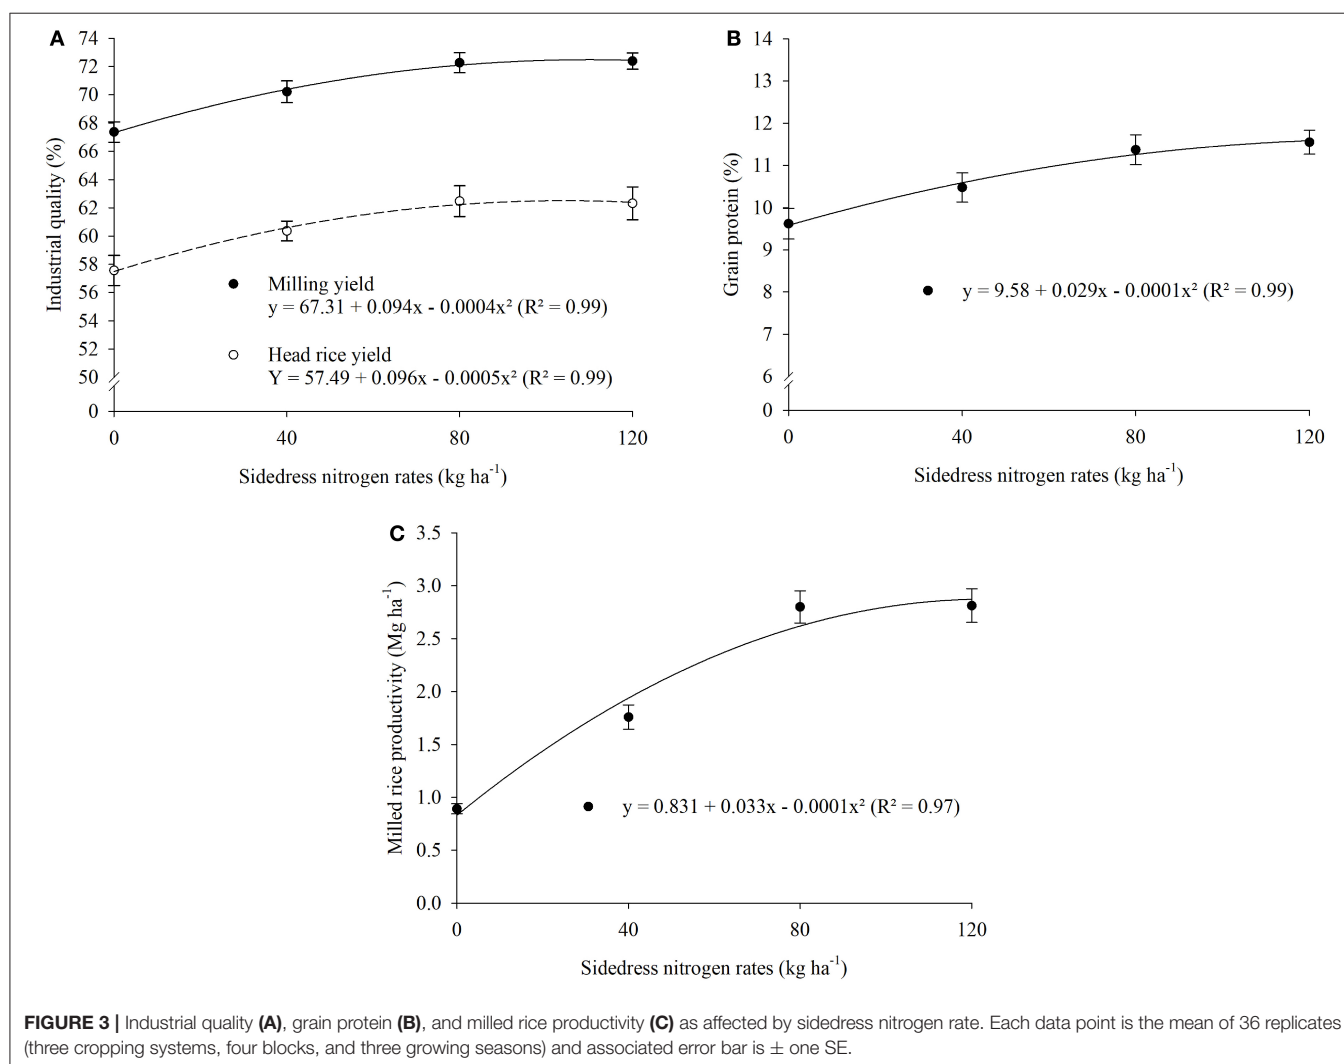 A
74
72
70
68
66
64
62
60
58
56
54
52
50
0
Industrial quality (%)
Milling yield
y = 67.31 + 0.094x - 0.0004x² (R² = 0.99)
Head rice yield
Y = 57.49 + 0.096x - 0.0005x² (R² = 0.99)
0 40 80 120
Sidedress nitrogen rates (kg ha⁻¹)
B
14
13
12
11
10
9
8
7
6
0
Grain protein (%)
y = 9.58 + 0.029x - 0.0001x² (R² = 0.99)
0 40 80 120
Sidedress nitrogen rates (kg ha⁻¹)
C
3.5
3.0
2.5
2.0
1.5
1.0
0.5
0.0
Milled rice productivity (Mg ha⁻¹)
y = 0.831 + 0.033x - 0.0001x² (R² = 0.97)
0 40 80 120
Sidedress nitrogen rates (kg ha⁻¹)
FIGURE 3 | Industrial quality (A), grain protein (B), and milled rice productivity (C) as affected by sidedress nitrogen rate. Each data point is the mean of 36 replicates
(three cropping systems, four blocks, and three growing seasons) and associated error bar is ± one SE.